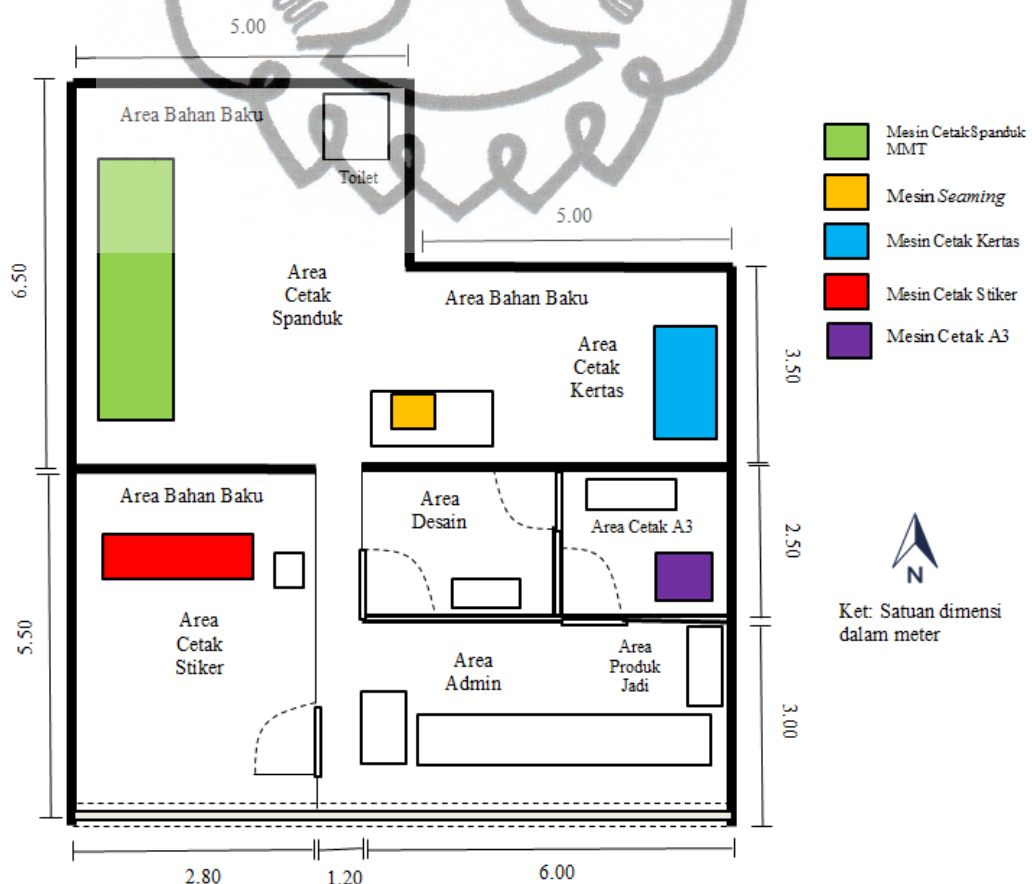 5.00
Area Bahan Baku
Toilet
5.00
6.50
Area
Cetak
Spanduk
Area Bahan Baku
Area
Cetak
Kertas
3.50
Mesin Cetak Spanduk
MMT
Mesin Seaming
Mesin Cetak Kertas
Mesin Cetak Stiker
Mesin Cetak A3
Area Bahan Baku
Area
Desain
Area Cetak A3
2.50
N
Ket: Satuan dimensi
dalam meter
5.50
Area
Cetak
Stiker
Area
Admin
Area
Produk
Jadi
3.00
2.80
1.20
6.00